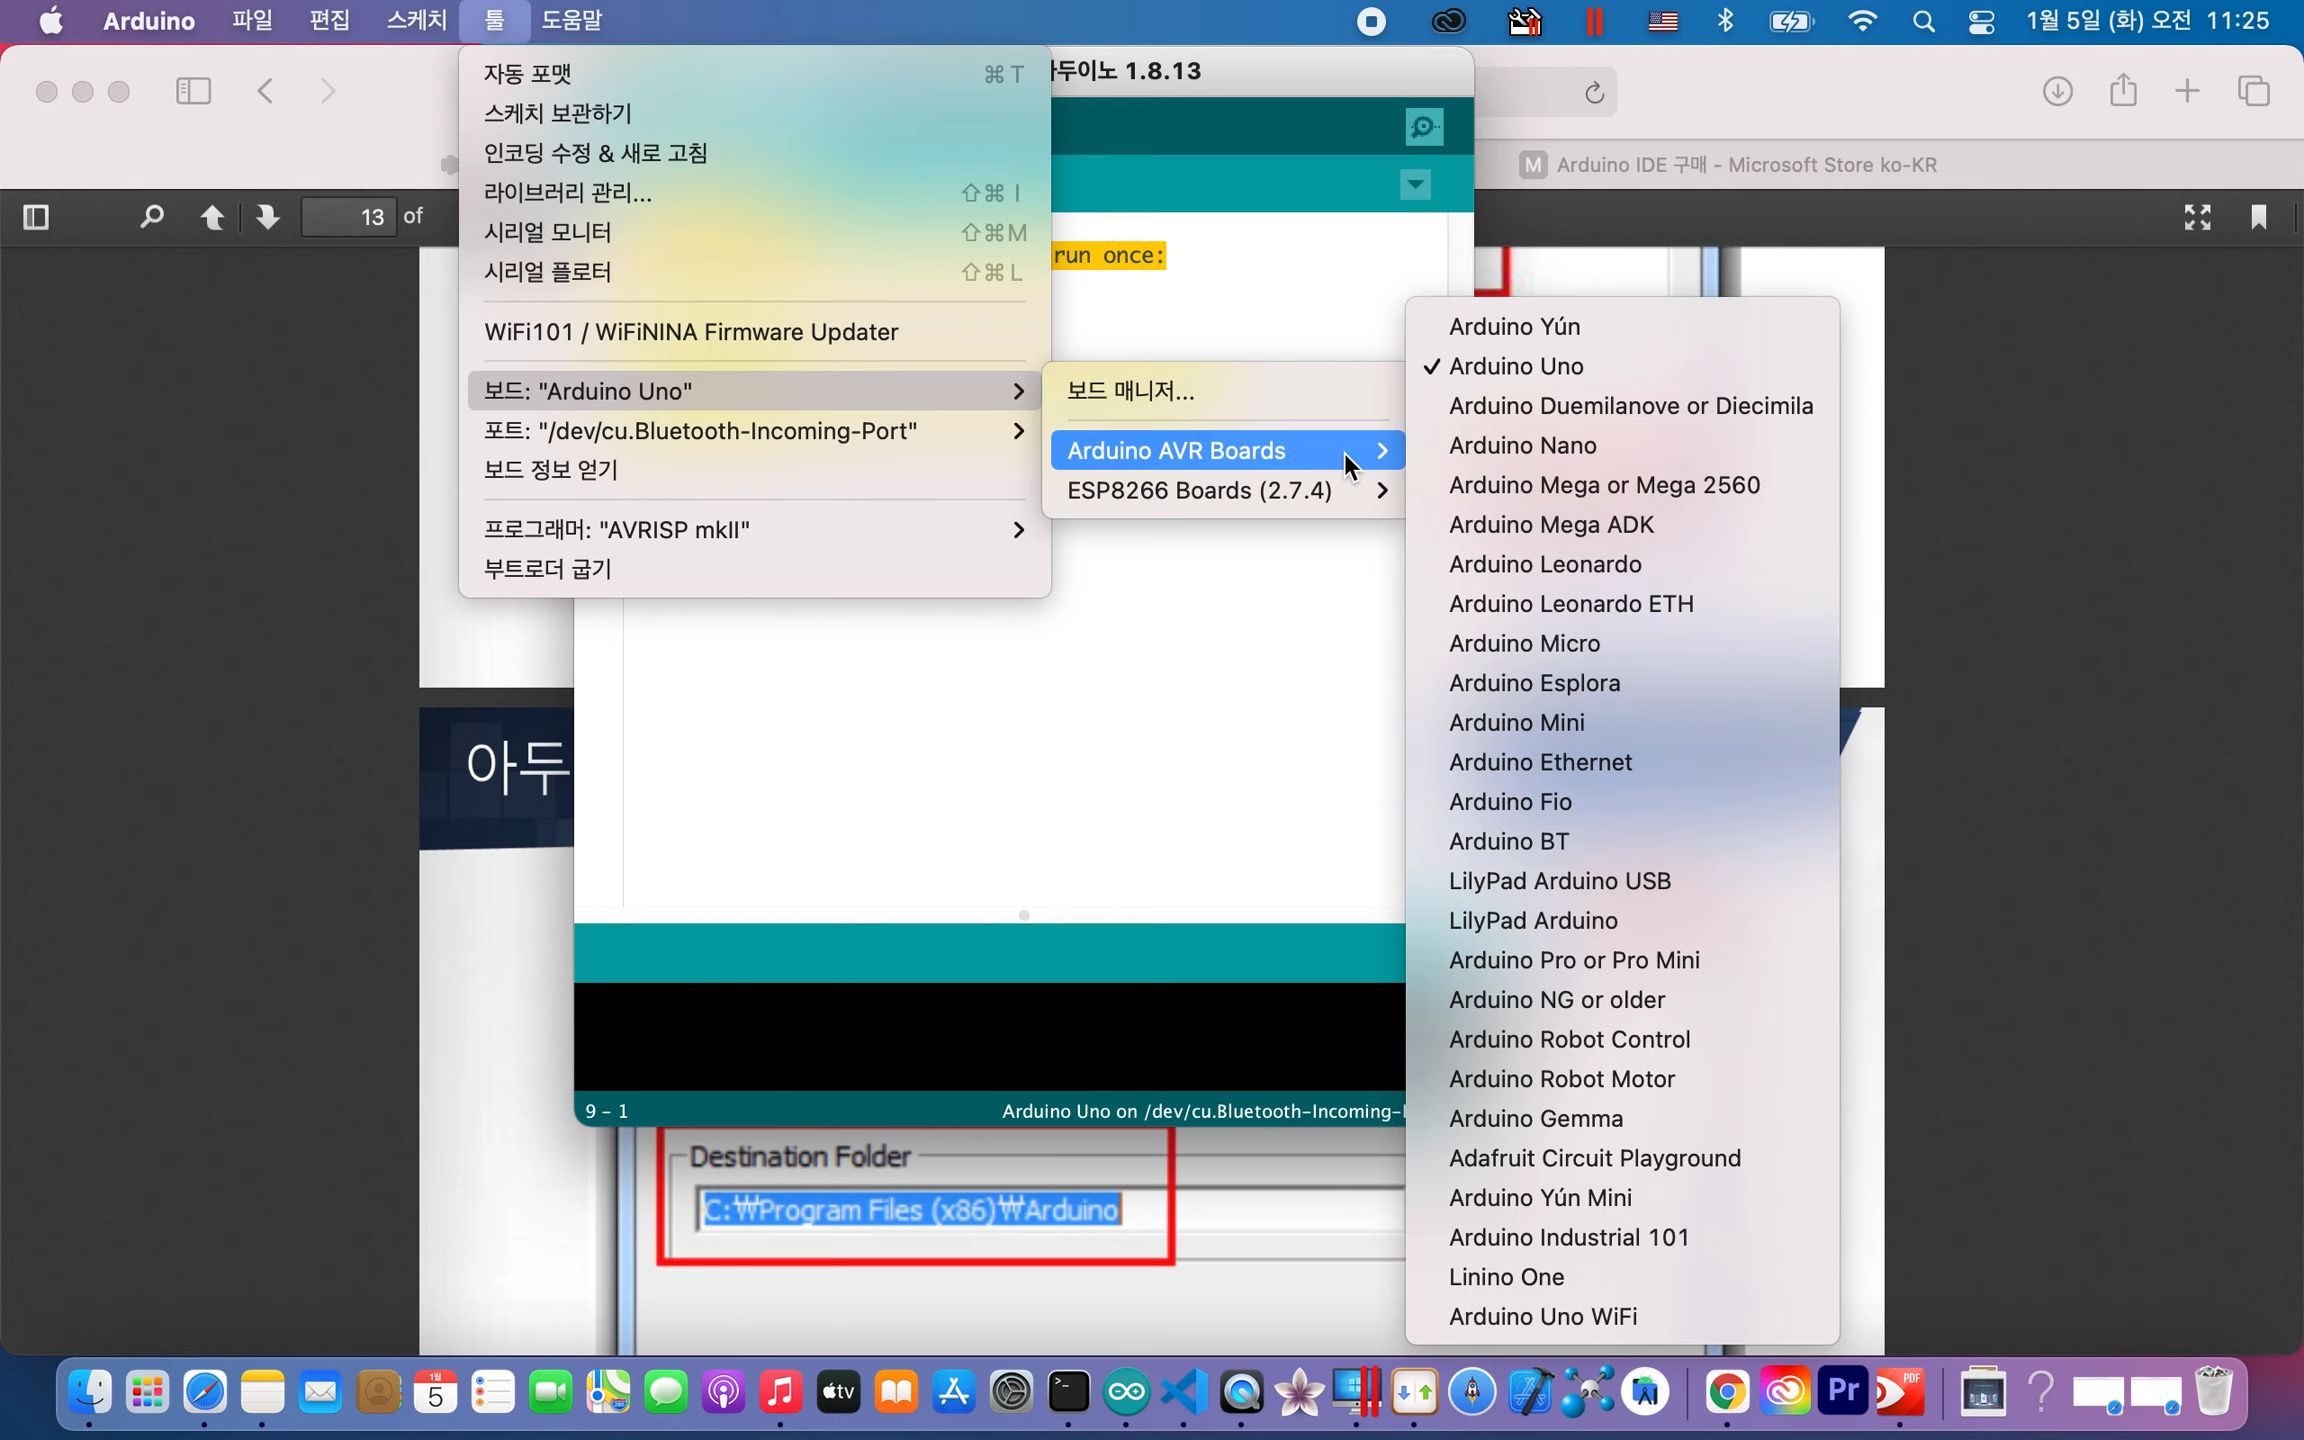 Arduino 파일 편집 스케치 툴 도움말 1월 5일 (화) 오전 11:25
아두이노 1.8.13
Arduino IDE 구매 - Microsoft Store ko-KR
13 of
자동 포맷 ⌘ T
스케치 보관하기
인코딩 수정 & 새로 고침
라이브러리 관리... ⇧⌘ I
시리얼 모니터 ⇧⌘ M
시리얼 플로터 ⇧⌘ L
WiFi101 / WiFiNINA Firmware Updater
보드: "Arduino Uno"
포트: "/dev/cu.Bluetooth-Incoming-Port"
보드 정보 얻기
프로그래머: "AVRISP mkII"
부트로더 굽기
run once:
보드 매니저...
Arduino AVR Boards
ESP8266 Boards (2.7.4)
Arduino Yún
✓ Arduino Uno
Arduino Duemilanove or Diecimila
Arduino Nano
Arduino Mega or Mega 2560
Arduino Mega ADK
Arduino Leonardo
Arduino Leonardo ETH
Arduino Micro
Arduino Esplora
Arduino Mini
Arduino Ethernet
Arduino Fio
Arduino BT
LilyPad Arduino USB
LilyPad Arduino
Arduino Pro or Pro Mini
Arduino NG or older
Arduino Robot Control
Arduino Robot Motor
Arduino Gemma
Adafruit Circuit Playground
Arduino Yún Mini
Arduino Industrial 101
Linino One
Arduino Uno WiFi
아두
9 - 1
Arduino Uno on /dev/cu.Bluetooth-Incoming-
Destination Folder
C:₩Program Files (x86)₩Arduino
1월
5
tv
Pr
PDF